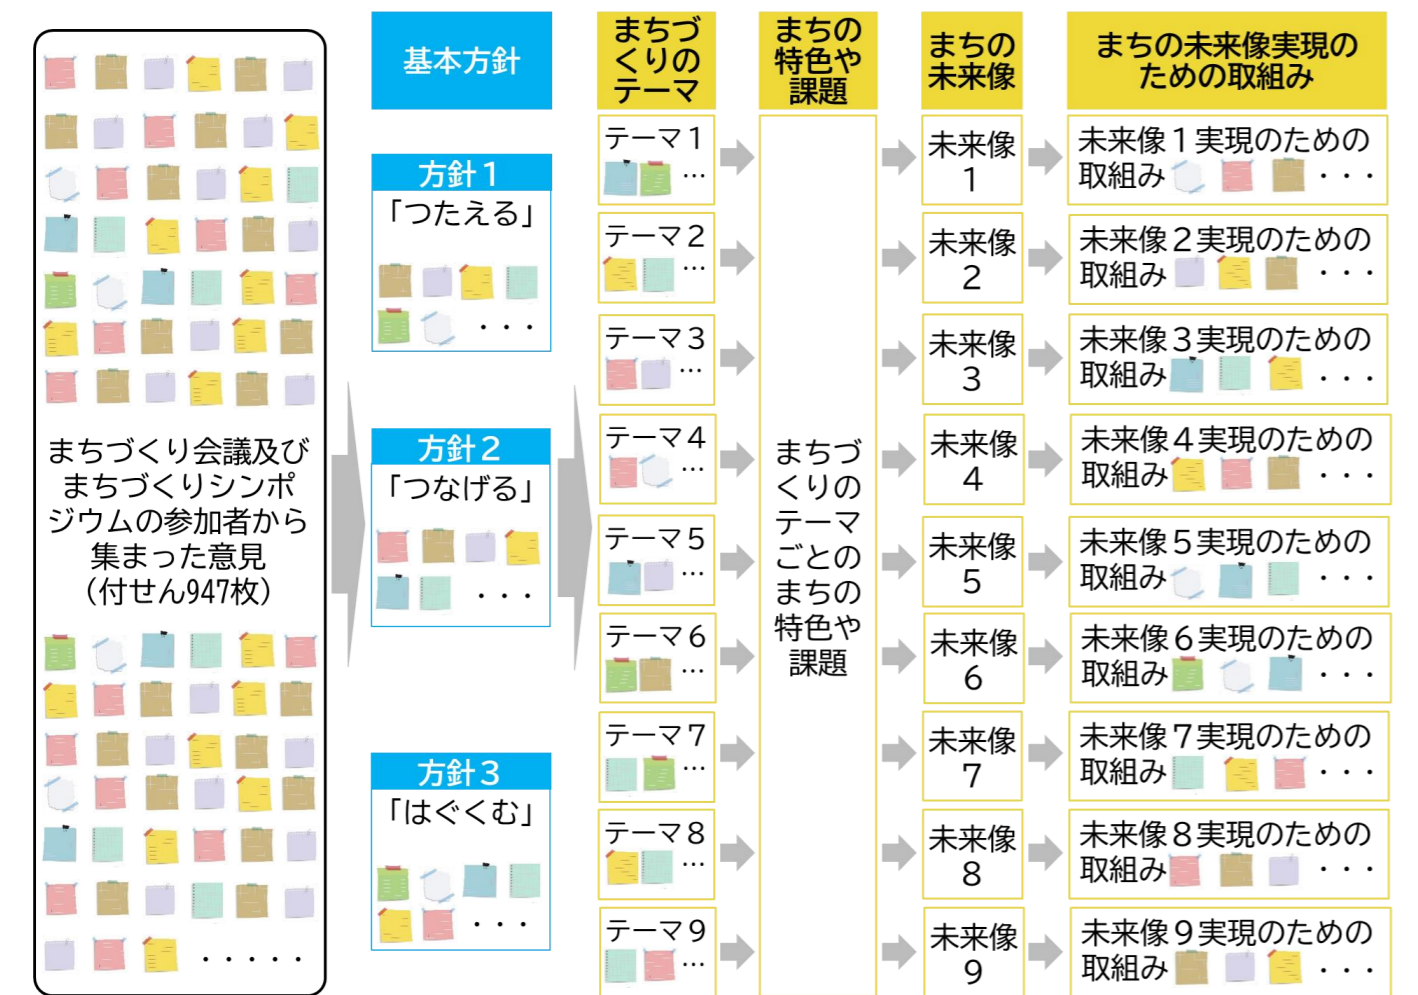 まちづくり会議及び
まちづくりシンポ
ジウムの参加者から
集まった意見
（付せん947枚）
・・・・・
基本方針
方針１
「つたえる」
・・・
方針２
「つなげる」
・・・
方針３
「はぐくむ」
・・・
まちづ
くりの
テーマ
まちの
特色や
課題
まちの
未来像
まちの未来像実現の
ための取組み
テーマ１
…
テーマ２
…
テーマ３
…
テーマ４
…
テーマ５
…
テーマ６
…
テーマ７
…
テーマ８
…
テーマ９
…
まちづ
くりの
テーマ
ごとの
まちの
特色や
課題
未来像
１
未来像
２
未来像
３
未来像
４
未来像
５
未来像
６
未来像
７
未来像
８
未来像
９
未来像１実現のための
取組み ・・・
未来像２実現のための
取組み ・・・
未来像３実現のための
取組み ・・・
未来像４実現のための
取組み ・・・
未来像５実現のための
取組み ・・・
未来像６実現のための
取組み ・・・
未来像７実現のための
取組み ・・・
未来像８実現のための
取組み ・・・
未来像９実現のための
取組み ・・・